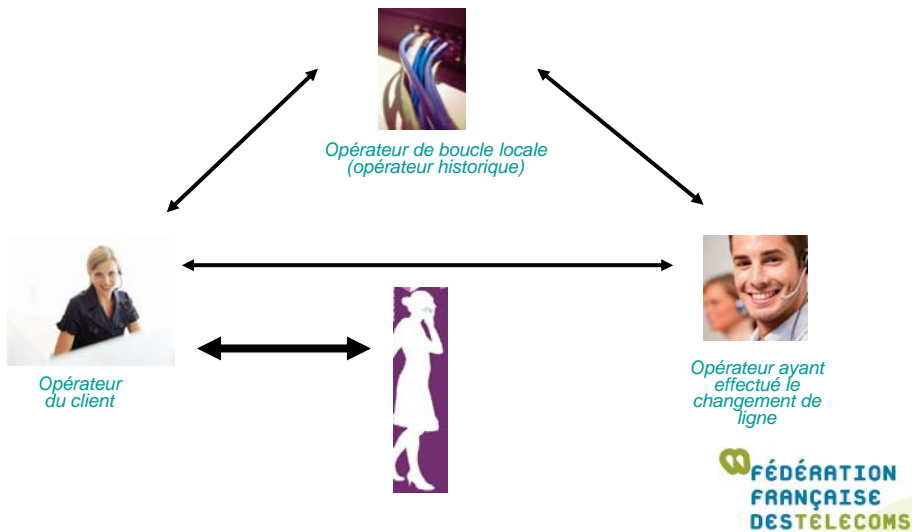 Opérateur de boucle locale
(opérateur historique)
Opérateur
du client
Opérateur ayant
effectué le
changement de
ligne
FÉDÉRATION
FRANÇAISE
DESTELECOMS